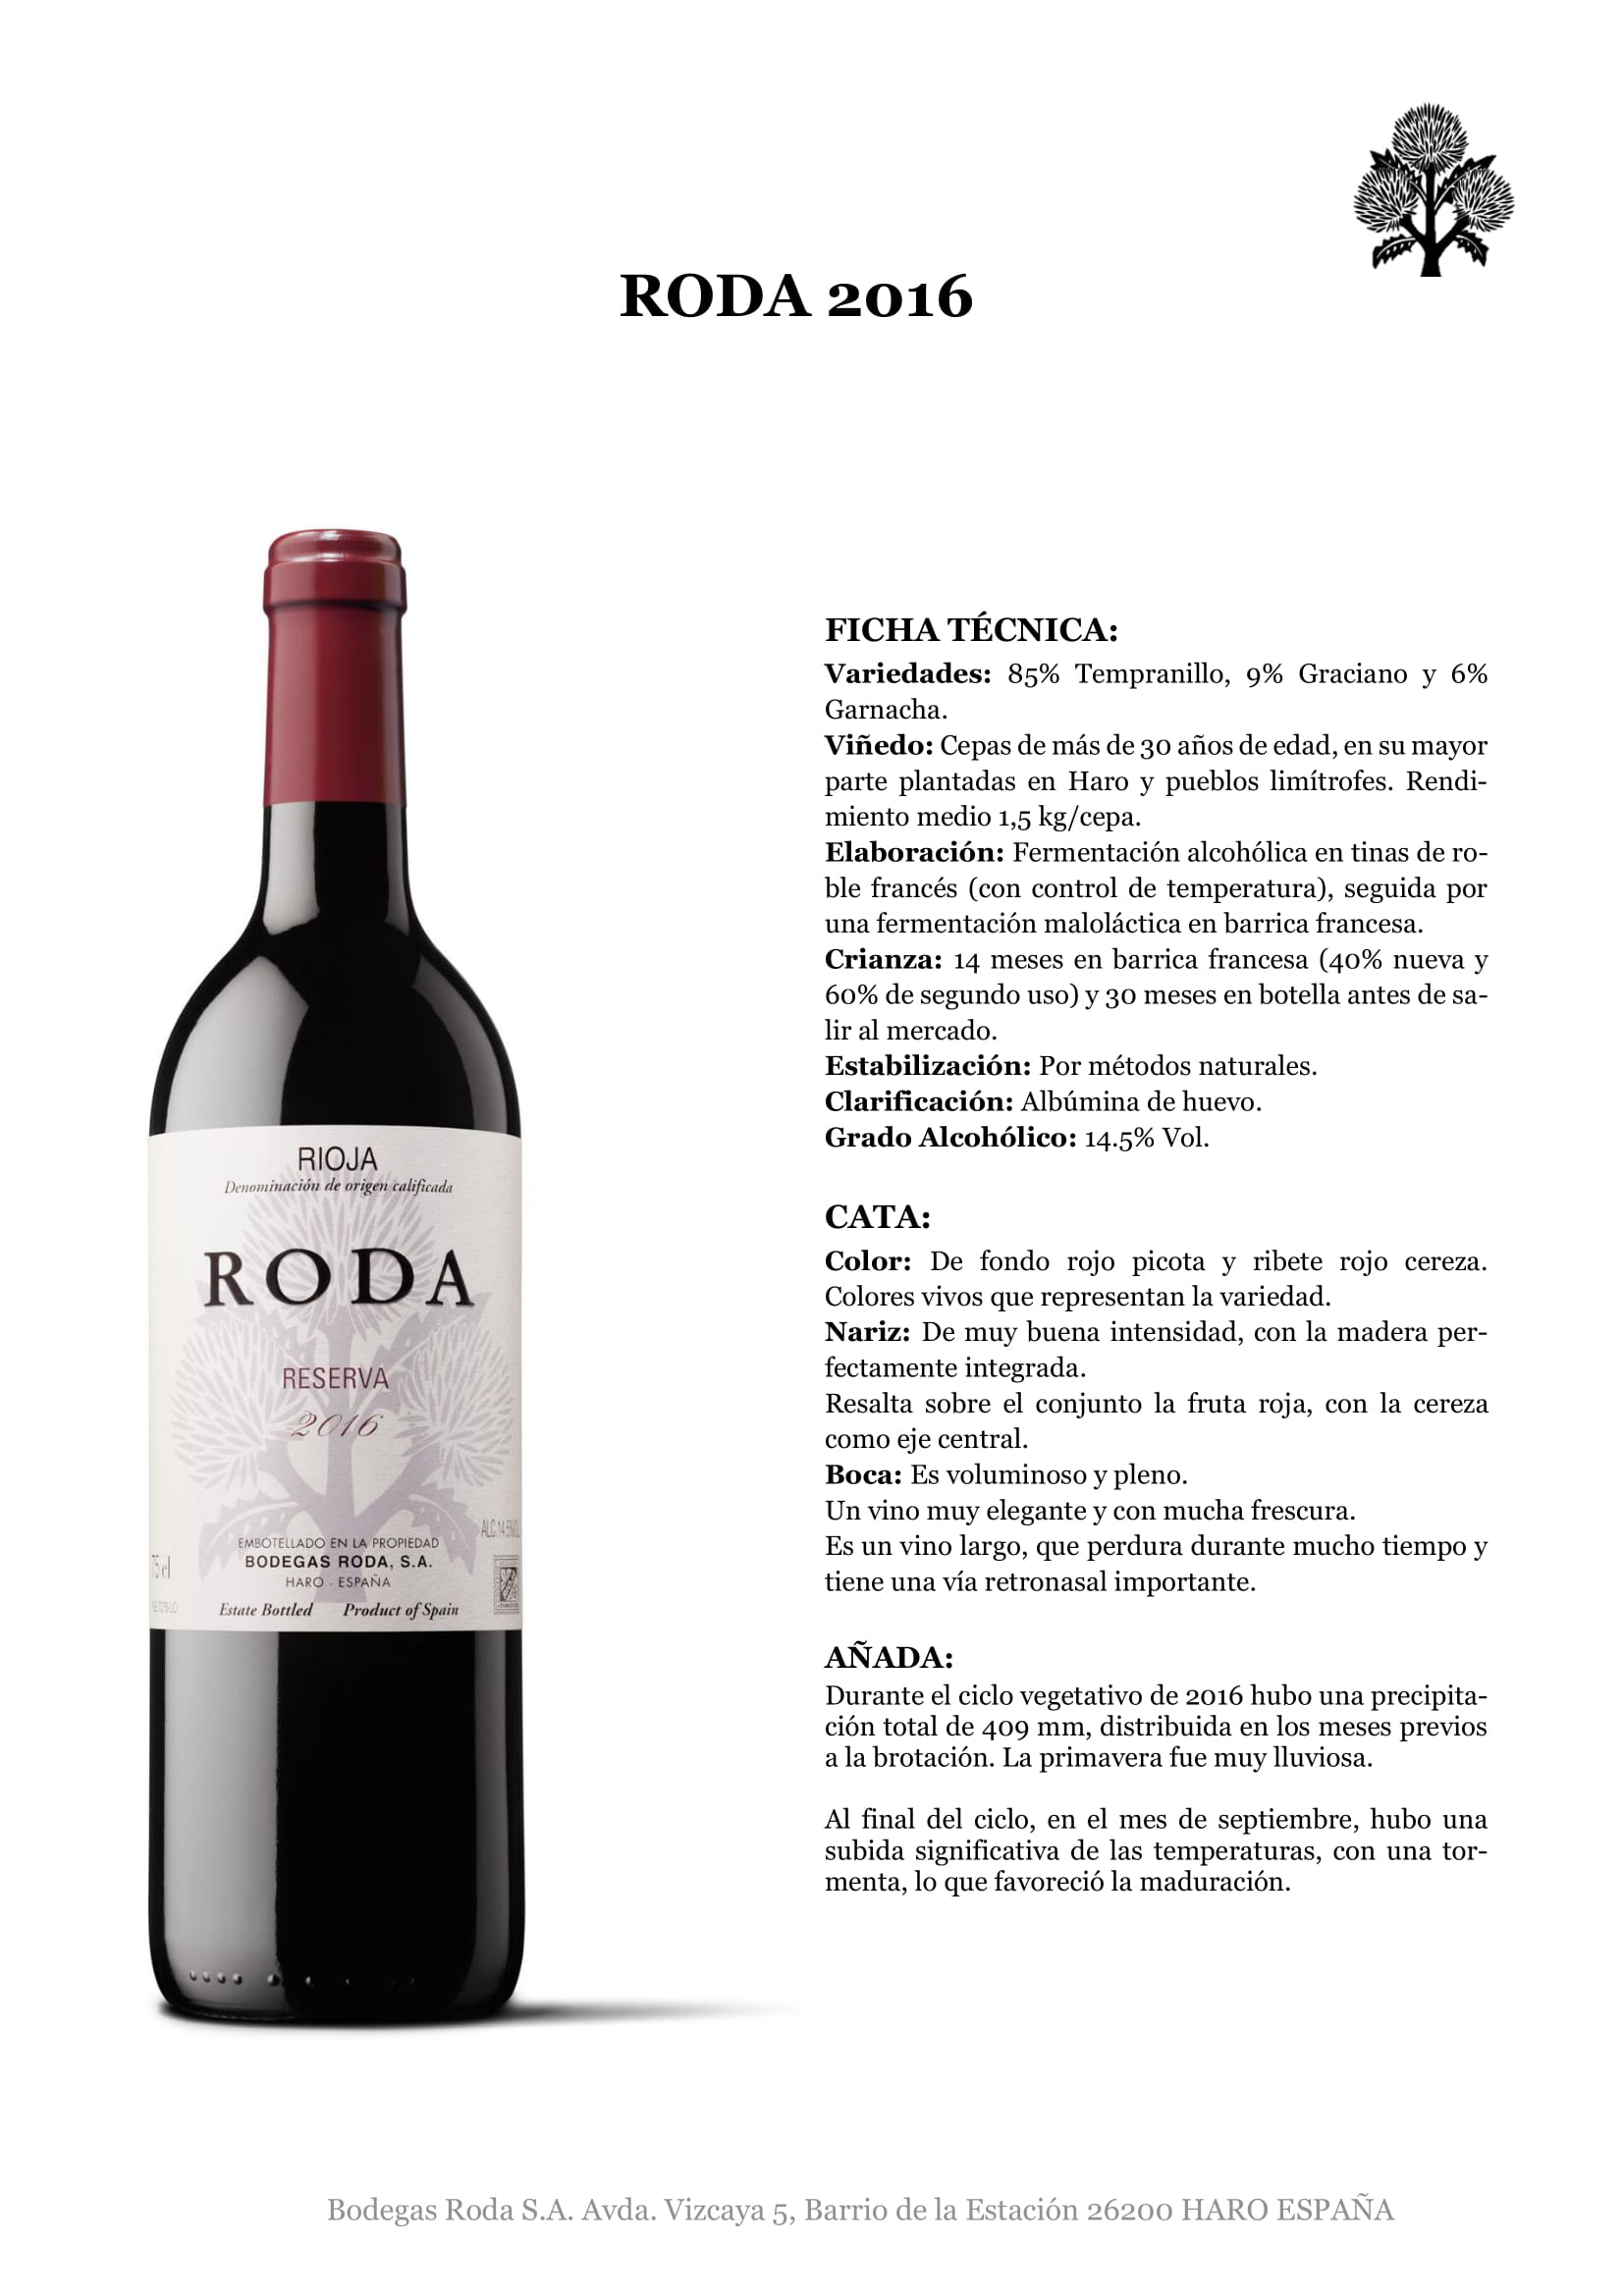 RODA 2016
RIOJA
Denominación de origen calificada
RODA
RESERVA
2016
ALC.14.5%
EMBOTELLADO EN LA PROPIEDAD
BODEGAS RODA, S.A.
75 cl
HARO - ESPAÑA
Estate Bottled Product of Spain
FICHA TÉCNICA:
Variedades: 85% Tempranillo, 9% Graciano y 6%
Garnacha.
Viñedo: Cepas de más de 30 años de edad, en su mayor
parte plantadas en Haro y pueblos limítrofes. Rendi-
miento medio 1,5 kg/cepa.
Elaboración: Fermentación alcohólica en tinas de ro-
ble francés (con control de temperatura), seguida por
una fermentación maloláctica en barrica francesa.
Crianza: 14 meses en barrica francesa (40% nueva y
60% de segundo uso) y 30 meses en botella antes de sa-
lir al mercado.
Estabilización: Por métodos naturales.
Clarificación: Albúmina de huevo.
Grado Alcohólico: 14.5% Vol.
CATA:
Color: De fondo rojo picota y ribete rojo cereza.
Colores vivos que representan la variedad.
Nariz: De muy buena intensidad, con la madera per-
fectamente integrada.
Resalta sobre el conjunto la fruta roja, con la cereza
como eje central.
Boca: Es voluminoso y pleno.
Un vino muy elegante y con mucha frescura.
Es un vino largo, que perdura durante mucho tiempo y
tiene una vía retronasal importante.
AÑADA:
Durante el ciclo vegetativo de 2016 hubo una precipita-
ción total de 409 mm, distribuida en los meses previos
a la brotación. La primavera fue muy lluviosa.
Al final del ciclo, en el mes de septiembre, hubo una
subida significativa de las temperaturas, con una tor-
menta, lo que favoreció la maduración.
Bodegas Roda S.A. Avda. Vizcaya 5, Barrio de la Estación 26200 HARO ESPAÑA